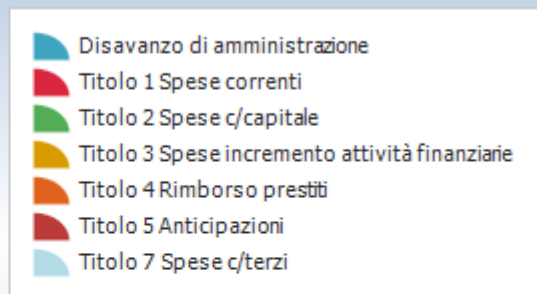 Disavanzo di amministrazione
Titolo 1 Spese correnti
Titolo 2 Spese c/capitale
Titolo 3 Spese incremento attività finanziarie
Titolo 4 Rimborso prestiti
Titolo 5 Anticipazioni
Titolo 7 Spese c/terzi